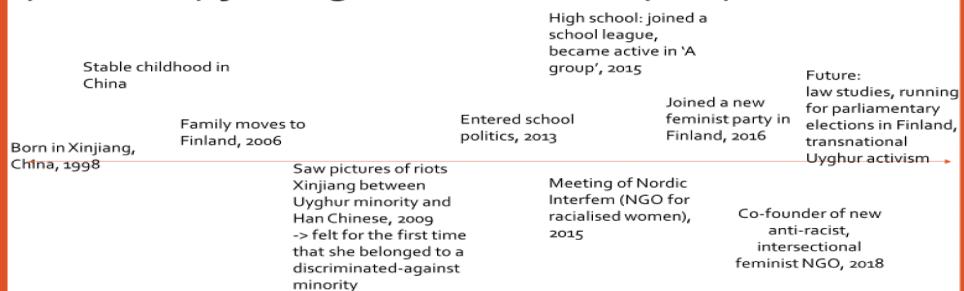 High school: joined a
school league,
became active in ‘A
group’, 2015
Stable childhood in
China
Future:
law studies, running
for parliamentary
elections in Finland,
transnational
Uyghur activism
Joined a new
feminist party in
Finland, 2016
Entered school
politics, 2013
Family moves to
Finland, 2006
Born in Xinjiang,
China, 1998
Saw pictures of riots
Xinjiang between
Uyghur minority and
Han Chinese, 2009
-> felt for the first time
that she belonged to a
discriminated-against
minority
Meeting of Nordic
Interfem (NGO for
racialised women),
2015
Co-founder of new
anti-racist,
intersectional
feminist NGO, 2018